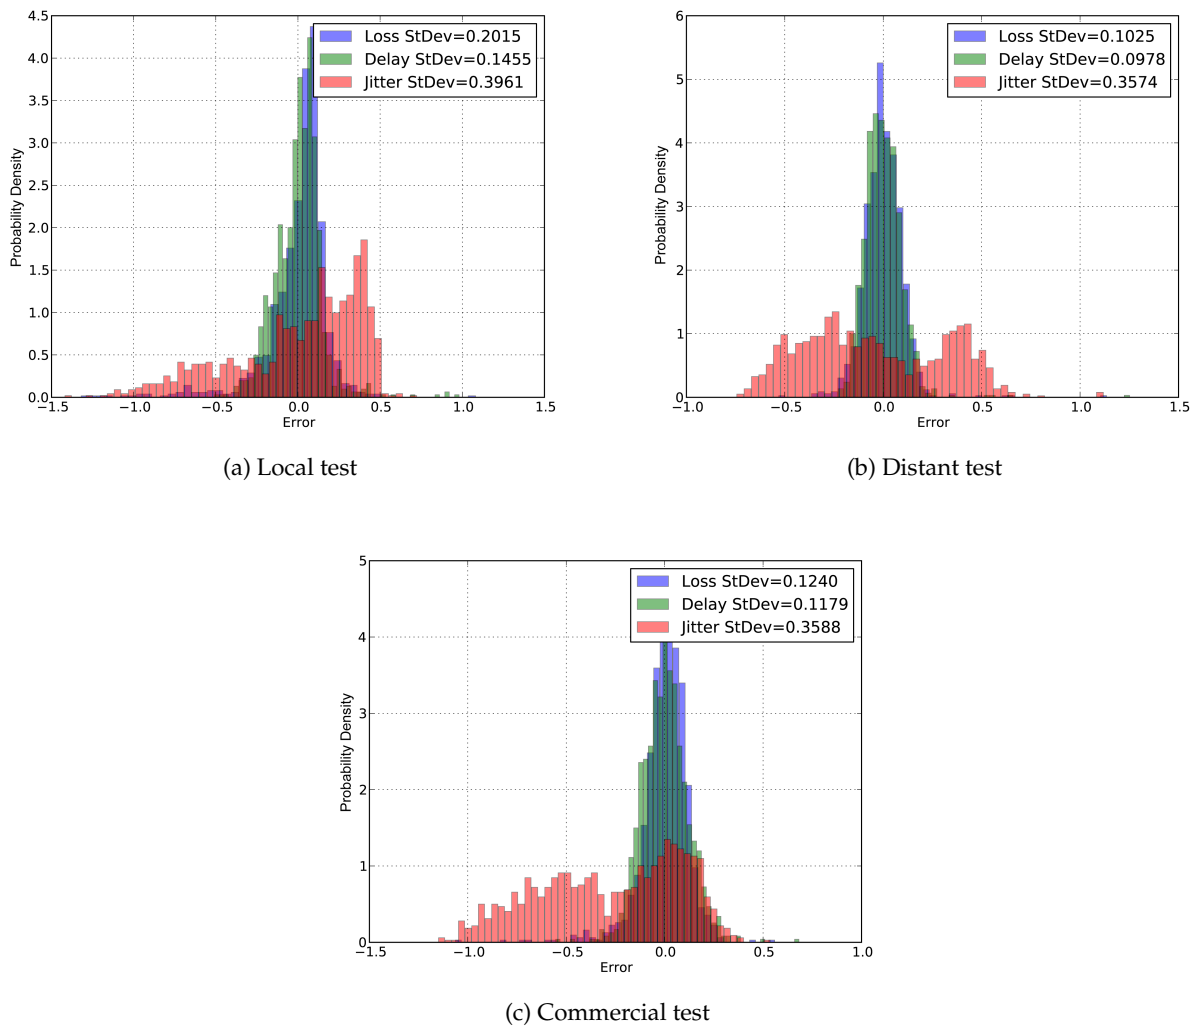 4.5
4.0
3.5
3.0
2.5
2.0
1.5
1.0
0.5
0.0
Probability Density
−1.5 −1.0 −0.5 0.0 0.5 1.0 1.5
Error
Loss StDev=0.2015
Delay StDev=0.1455
Jitter StDev=0.3961
(a) Local test
6
5
4
3
2
1
0
Probability Density
−1.0 −0.5 0.0 0.5 1.0 1.5
Error
Loss StDev=0.1025
Delay StDev=0.0978
Jitter StDev=0.3574
(b) Distant test
5
4
3
2
1
0
Probability Density
−1.5 −1.0 −0.5 0.0 0.5 1.0
Error
Loss StDev=0.1240
Delay StDev=0.1179
Jitter StDev=0.3588
(c) Commercial test